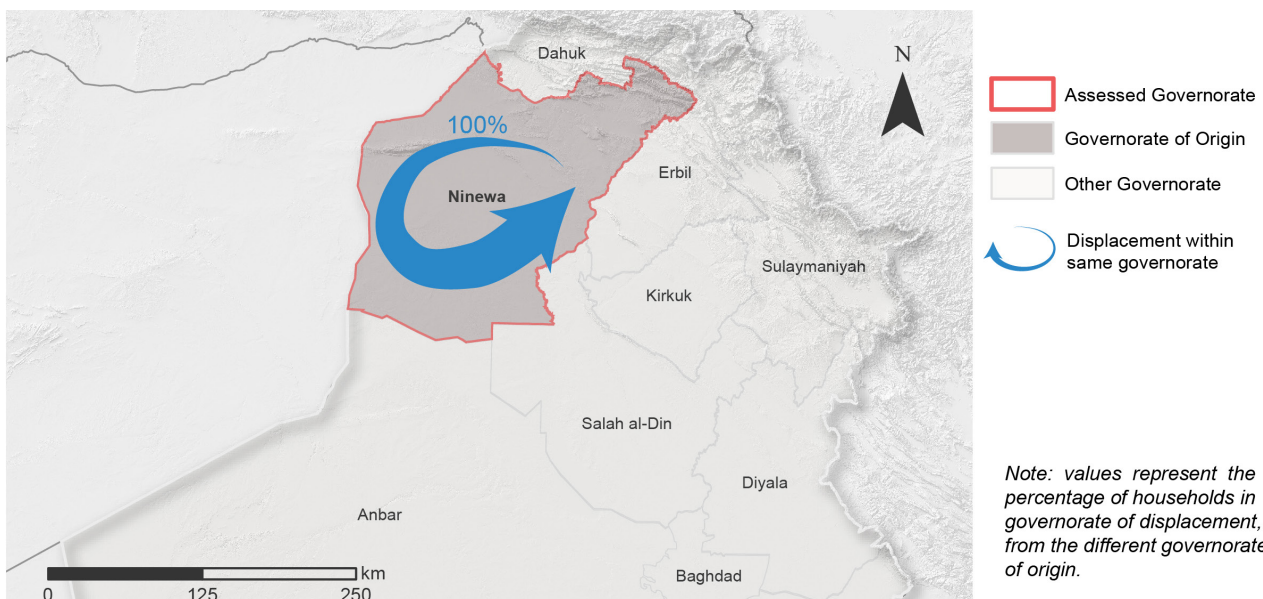 Dahuk
N
100%
Ninewa
Erbil
Sulaymaniyah
Kirkuk
Salah al-Din
Diyala
Anbar
Baghdad
km
0 125 250
Assessed Governorate
Governorate of Origin
Other Governorate
Displacement within
same governorate
Note: values represent the
percentage of households in
governorate of displacement,
from the different governorate
of origin.